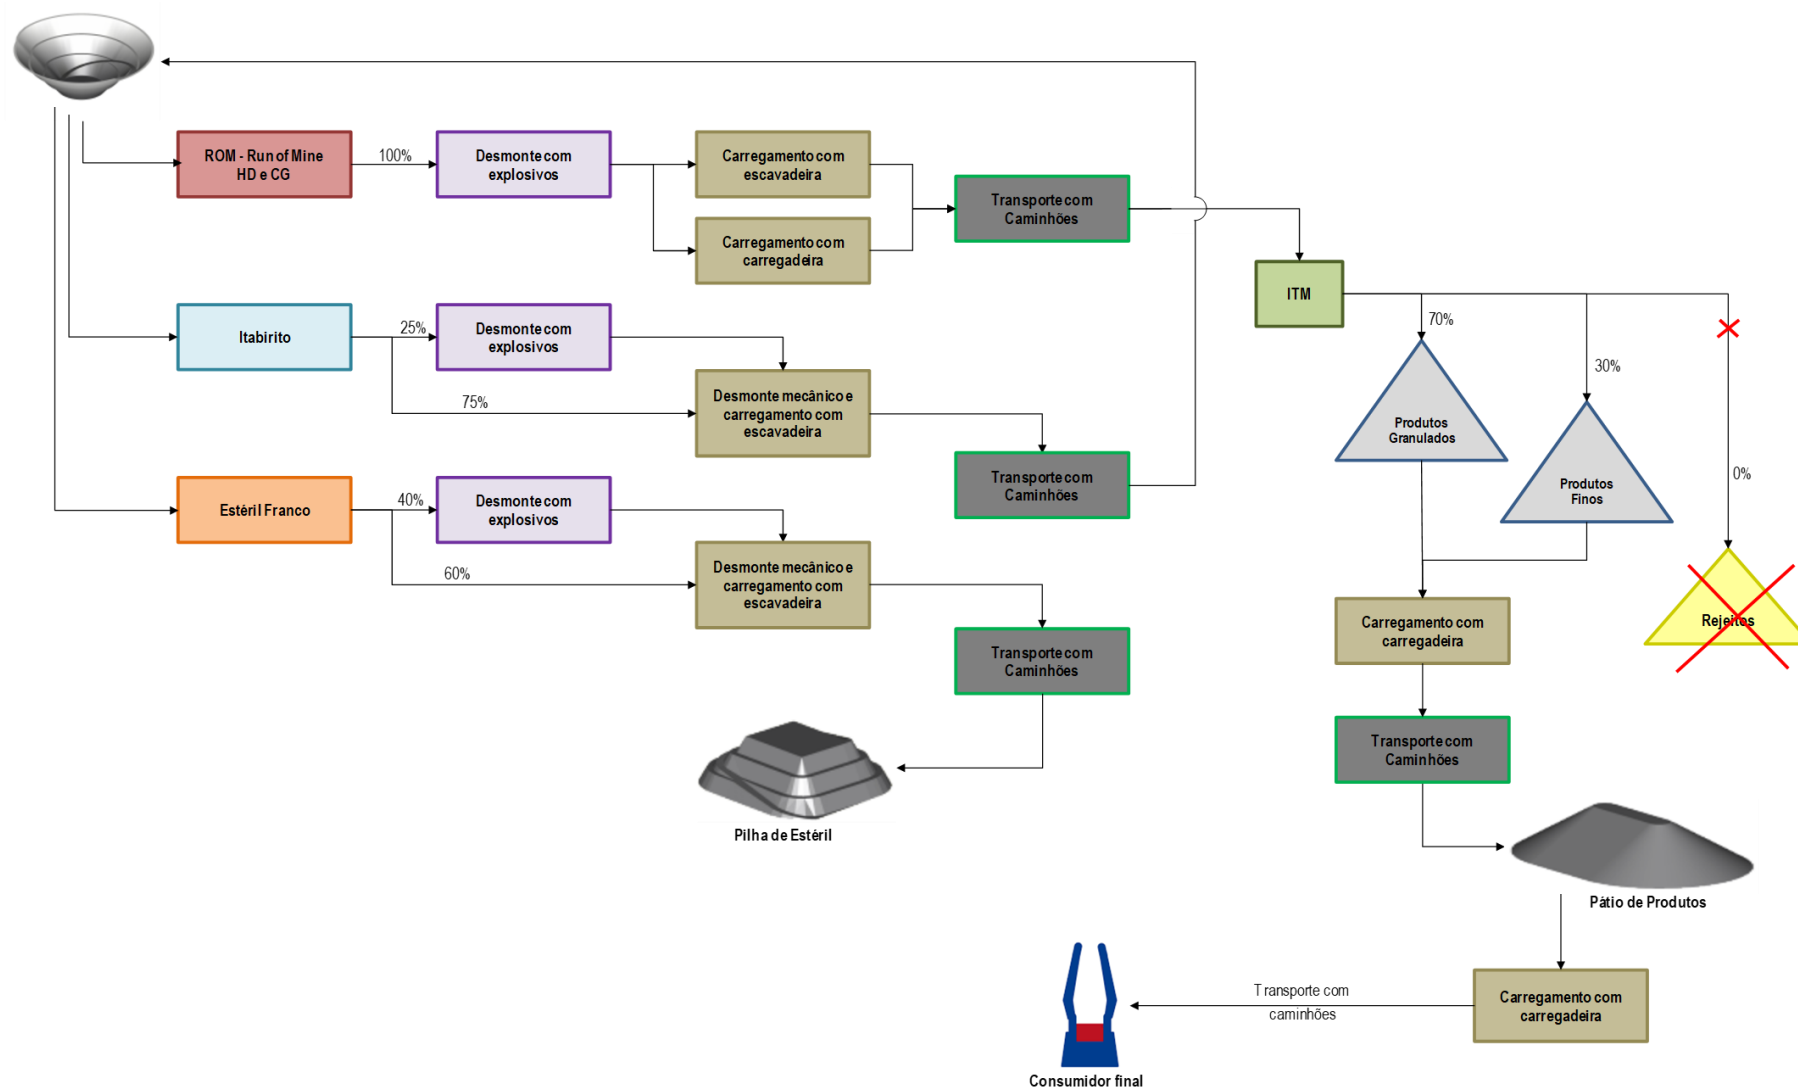 ROM - Run of Mine
HD e CG
100%
Desmonte com
explosivos
Carregamento com
escavadeira
Carregamento com
carregadeira
Transporte com
Caminhões
ITM
70%
30%
0%
Produtos
Granulados
Produtos
Finos
Rejeitos
Itabirito
25%
75%
Desmonte com
explosivos
Desmonte mecânico e
carregamento com
escavadeira
Transporte com
Caminhões
Estéril Franco
40%
60%
Desmonte com
explosivos
Desmonte mecânico e
carregamento com
escavadeira
Transporte com
Caminhões
Pilha de Estéril
Carregamento com
carregadeira
Transporte com
Caminhões
Pátio de Produtos
Carregamento com
carregadeira
Transporte com
caminhões
Consumidor final